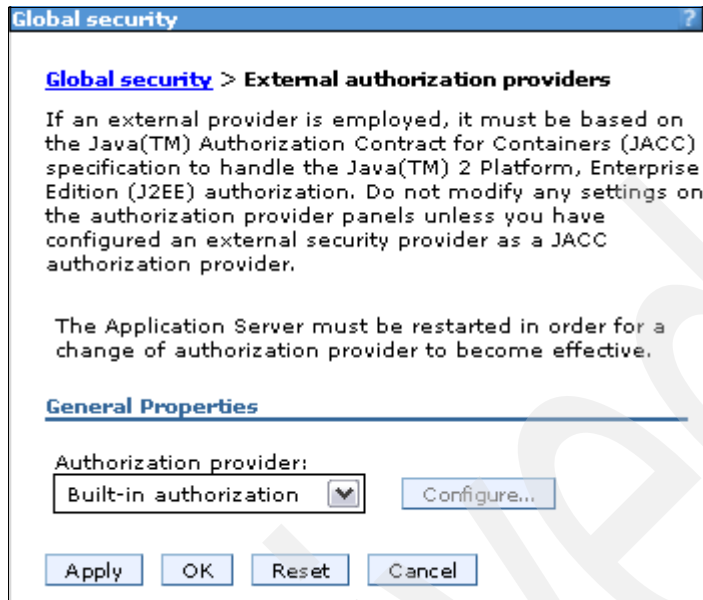 Global security ?
Global security > External authorization providers
If an external provider is employed, it must be based on
the Java(TM) Authorization Contract for Containers (JACC)
specification to handle the Java(TM) 2 Platform, Enterprise
Edition (J2EE) authorization. Do not modify any settings on
the authorization provider panels unless you have
configured an external security provider as a JACC
authorization provider.
The Application Server must be restarted in order for a
change of authorization provider to become effective.
General Properties
Authorization provider:
Built-in authorization Configure...
Apply OK Reset Cancel